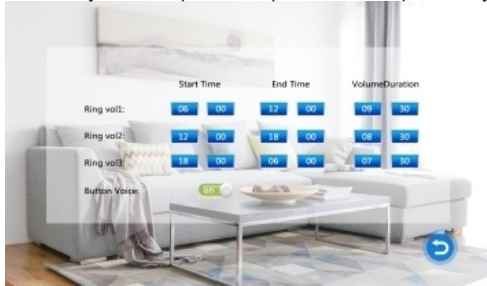 Start Time End Time VolumeDuration
Ring vol1: 06 00 12 00 09 30
Ring vol2: 12 00 18 00 08 30
Ring vol3: 18 00 06 00 07 30
Button Voice: on